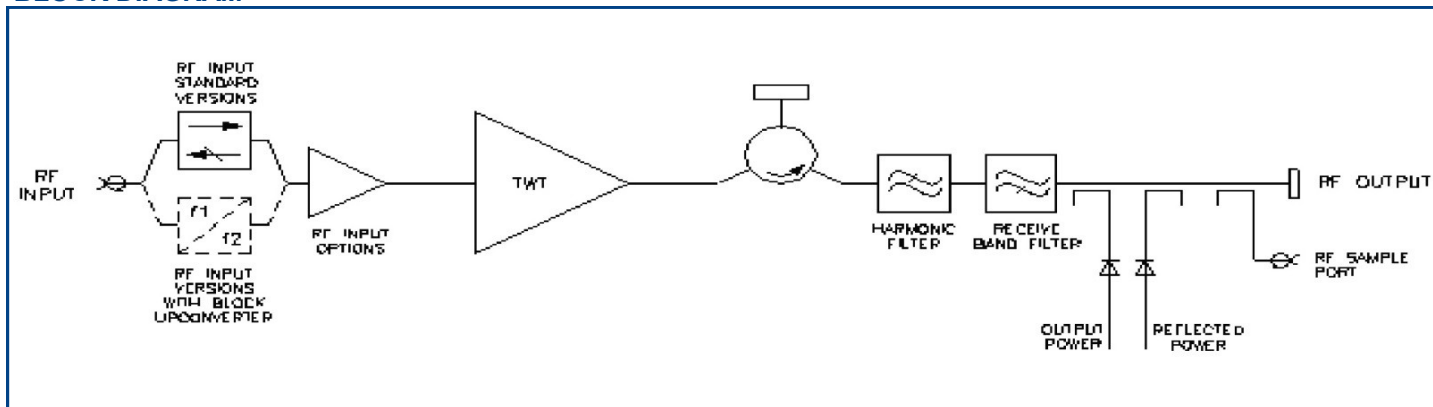 BLOCK DIAGRAM
RF INPUT
STANDARD
VERSIONS
RF
INPUT
f1
f2
RF INPUT
VERSIONS
WITH BLOCK
UPCONVERTER
RF INPUT
OPTIONS
TWT
HARMONIC
FILTER
RECEIVE
BAND FILTER
RF OUTPUT
RF SAMPLE
PORT
OUTPUT
POWER
REFLECTED
POWER